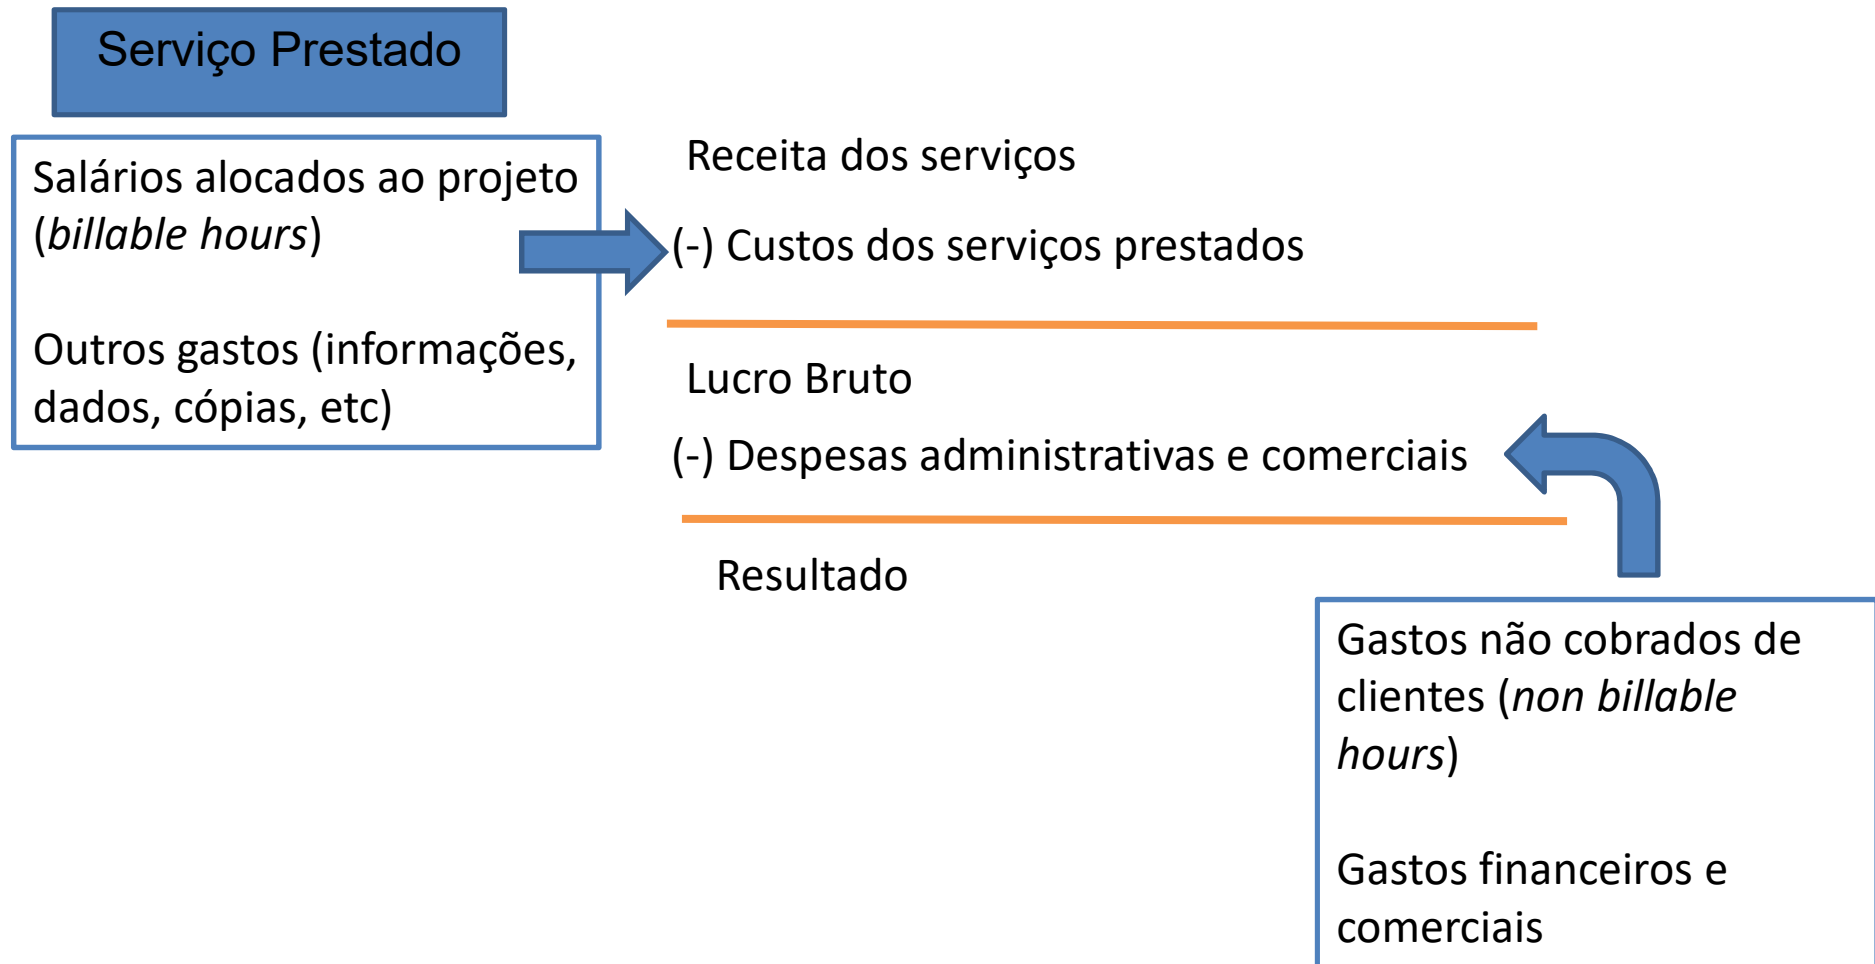 Serviço Prestado
Salários alocados ao projeto
(billable hours)
Outros gastos (informações,
dados, cópias, etc)
Receita dos serviços
(-) Custos dos serviços prestados
Lucro Bruto
(-) Despesas administrativas e comerciais
Resultado
Gastos não cobrados de
clientes (non billable
hours)
Gastos financeiros e
comerciais